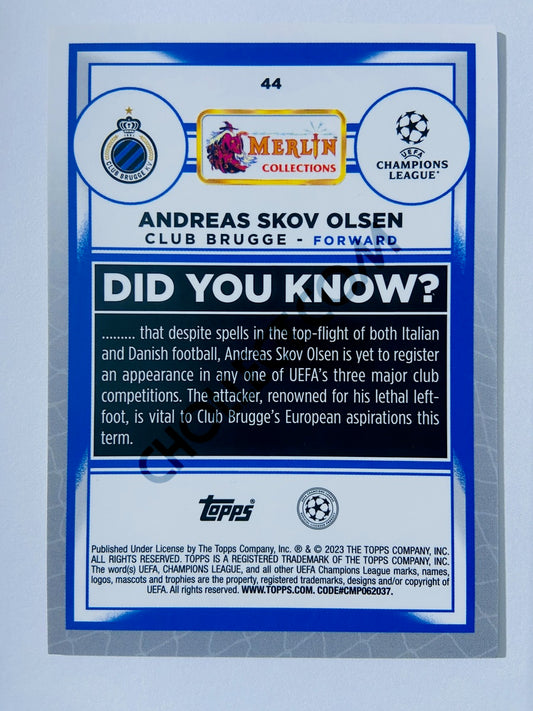 44
CLUB BRUGGE K.V.
MERLIN
COLLECTIONS
UEFA
CHAMPIONS
LEAGUE®
ANDREAS SKOV OLSEN
CLUB BRUGGE - FORWARD
DID YOU KNOW?
......... that despite spells in the top-flight of both Italian
and Danish football, Andreas Skov Olsen is yet to register
an appearance in any one of UEFA's three major club
competitions. The attacker, renowned for his lethal left-
foot, is vital to Club Brugge's European aspirations this
term.
topps®
Published Under License by The Topps Company, Inc. ® & © 2023 THE TOPPS COMPANY, INC.
ALL RIGHTS RESERVED. TOPPS IS A REGISTERED TRADEMARK OF THE TOPPS COMPANY, INC.
The word(s) UEFA, CHAMPIONS LEAGUE, and all other UEFA Champions League marks, names,
logos, mascots and trophies are the property, registered trademarks, designs and/or copyright of
UEFA. All rights reserved. WWW.TOPPS.COM. CODE#CMP062037.